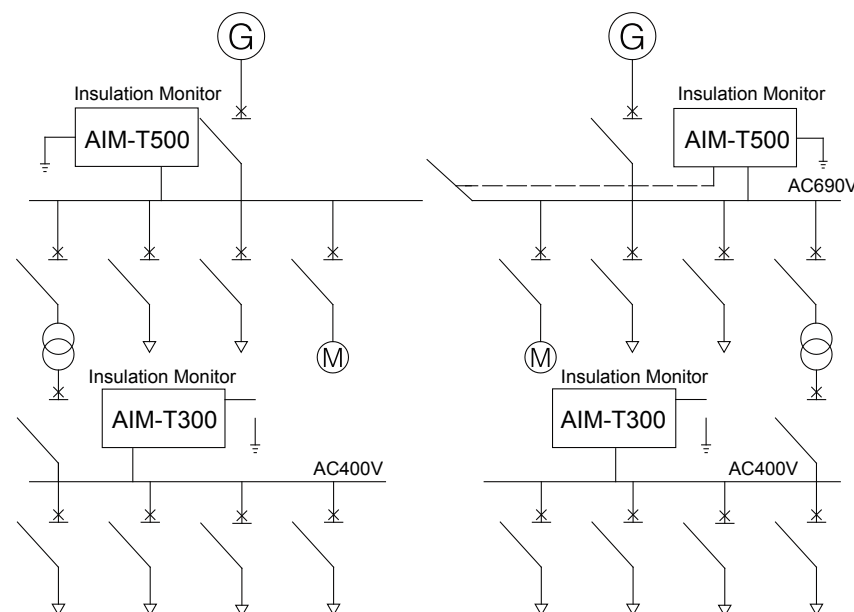 G
G
Insulation Monitor
Insulation Monitor
AIM-T500
AIM-T500
AC690V
M
M
Insulation Monitor
Insulation Monitor
AIM-T300
AIM-T300
AC400V
AC400V